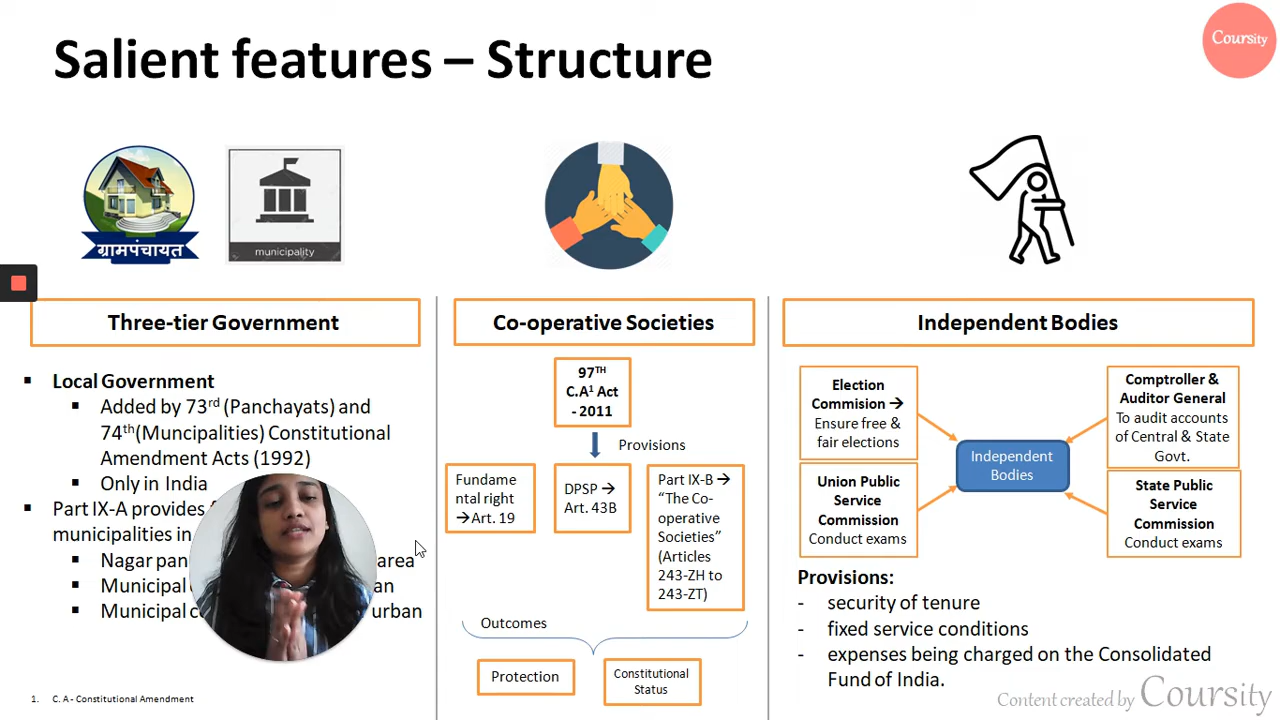 Salient features – Structure
Coursity
ग्रामपंचायत
municipality
Three-tier Government
▪ Local Government
▪ Added by 73rd (Panchayats) and
74th(Muncipalities) Constitutional
Amendment Acts (1992)
▪ Only in India
▪ Part IX-A provides
municipalities in
▪ Nagar pan area
▪ Municipal an
▪ Municipal c urban
1. C. A - Constitutional Amendment
Co-operative Societies
97TH
C.A1 Act
- 2011
Provisions
Fundame
ntal right
→Art. 19
DPSP →
Art. 43B
Part IX-B →
“The Co-
operative
Societies”
(Articles
243-ZH to
243-ZT)
Outcomes
Protection
Constitutional
Status
Independent Bodies
Election
Commision →
Ensure free &
fair elections
Comptroller &
Auditor General
To audit accounts
of Central & State
Govt.
Independent
Bodies
Union Public
Service
Commission
Conduct exams
State Public
Service
Commission
Conduct exams
Provisions:
- security of tenure
- fixed service conditions
- expenses being charged on the Consolidated
Fund of India.
Content created by Coursity